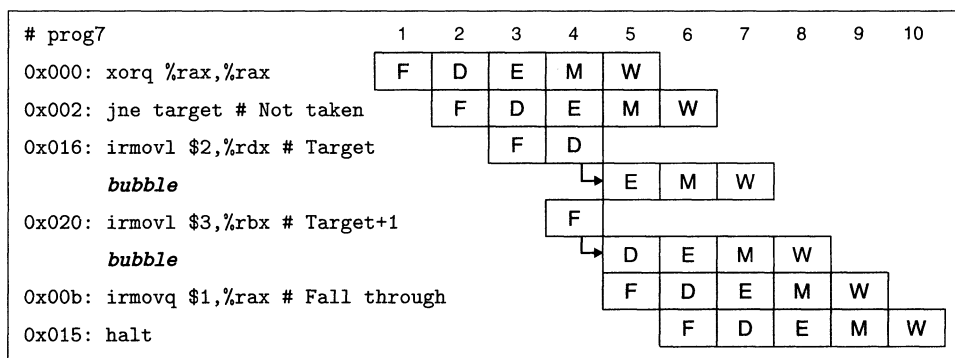 # prog7 1 2 3 4 5 6 7 8 9 10
0x000: xorq %rax,%rax F D E M W
0x002: jne target # Not taken F D E M W
0x016: irmovl $2,%rdx # Target F D
bubble E M W
0x020: irmovl $3,%rbx # Target+1 F
bubble D E M W
0x00b: irmovq $1,%rax # Fall through F D E M W
0x015: halt F D E M W